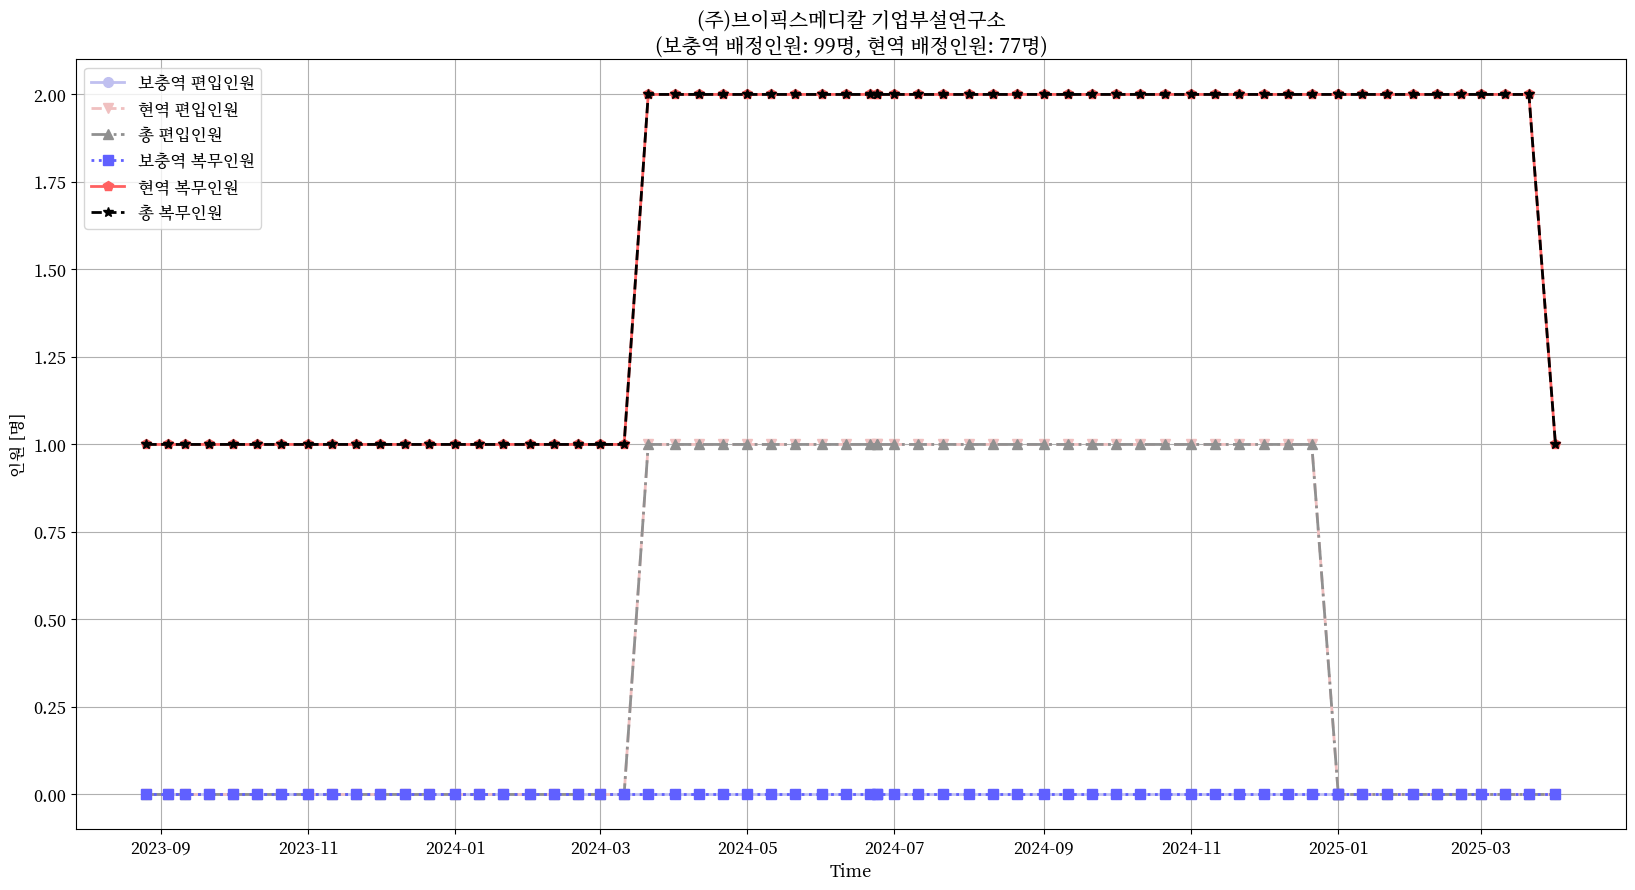 (주)브이픽스메디칼 기업부설연구소
(보충역 배정인원: 99명, 현역 배정인원: 77명)
보충역 편입인원
현역 편입인원
총 편입인원
보충역 복무인원
현역 복무인원
총 복무인원
2.00
1.75
1.50
1.25
1.00
0.75
0.50
0.25
0.00
인원 [명]
2023-09
2023-11
2024-01
2024-03
2024-05
2024-07
2024-09
2024-11
2025-01
2025-03
Time